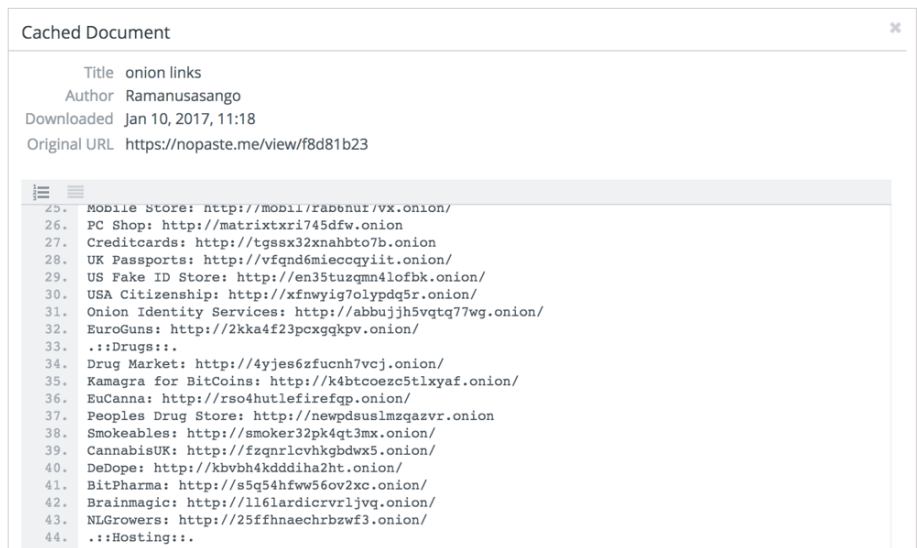 Cached Document
Title onion links
Author Ramanusasango
Downloaded Jan 10, 2017, 11:18
Original URL https://nopaste.me/view/f8d81b23
25. Mobile Store: http://mobil7rab6nuf7vx.onion/
26. PC Shop: http://matrixtxri745dfw.onion
27. Creditcards: http://tgssx32xnahbto7b.onion
28. UK Passports: http://vfqnd6mieccqyiit.onion/
29. US Fake ID Store: http://en35tuzqmn4lofbk.onion/
30. USA Citizenship: http://xfnwyig7olypdq5r.onion/
31. Onion Identity Services: http://abbujjh5vqtq77wg.onion/
32. EuroGuns: http://2kka4f23pcxgqkpv.onion/
33. .::Drugs::.
34. Drug Market: http://4yjes6zfucnh7vcj.onion/
35. Kamagra for BitCoins: http://k4btcoezc5tlxyaf.onion/
36. EuCanna: http://rso4hutlefirefqp.onion/
37. Peoples Drug Store: http://newpdsuslmzqazvr.onion
38. Smokeables: http://smoker32pk4qt3mx.onion/
39. CannabisUK: http://fzqnrlcvhkgbdwx5.onion/
40. DeDope: http://kbvbh4kdddiha2ht.onion/
41. BitPharma: http://s5q54hfww56ov2xc.onion/
42. Brainmagic: http://ll6lardicrvrljvq.onion/
43. NLGrowers: http://25ffhnaechrbzwf3.onion/
44. .::Hosting::.